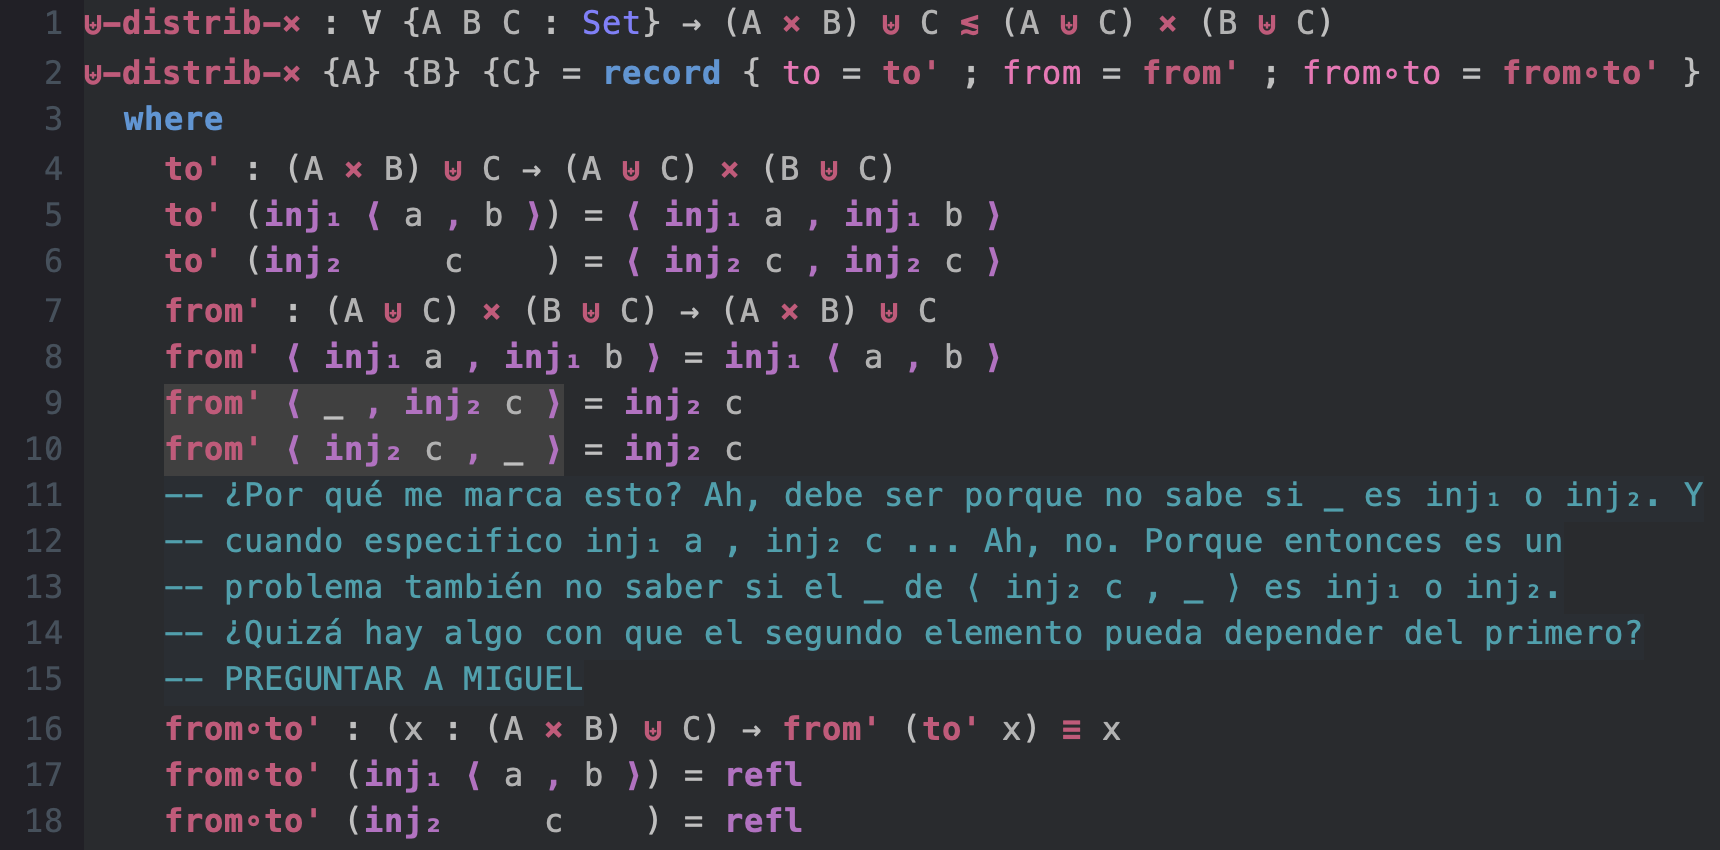 1 ⊎-distrib-× : ∀ {A B C : Set} → (A × B) ⊎ C ≲ (A ⊎ C) × (B ⊎ C)
2 ⊎-distrib-× {A} {B} {C} = record { to = to' ; from = from' ; from∘to = from∘to' }
3 where
4 to' : (A × B) ⊎ C → (A ⊎ C) × (B ⊎ C)
5 to' (inj₁ ⟨ a , b ⟩) = ⟨ inj₁ a , inj₁ b ⟩
6 to' (inj₂ c ) = ⟨ inj₂ c , inj₂ c ⟩
7 from' : (A ⊎ C) × (B ⊎ C) → (A × B) ⊎ C
8 from' ⟨ inj₁ a , inj₁ b ⟩ = inj₁ ⟨ a , b ⟩
9 from' ⟨ _ , inj₂ c ⟩ = inj₂ c
10 from' ⟨ inj₂ c , _ ⟩ = inj₂ c
11 -- ¿Por qué me marca esto? Ah, debe ser porque no sabe si _ es inj₁ o inj₂. Y
12 -- cuando especifico inj₁ a , inj₂ c ... Ah, no. Porque entonces es un
13 -- problema también no saber si el _ de ⟨ inj₂ c , _ ⟩ es inj₁ o inj₂.
14 -- ¿Quizá hay algo con que el segundo elemento pueda depender del primero?
15 -- PREGUNTAR A MIGUEL
16 from∘to' : (x : (A × B) ⊎ C) → from' (to' x) ≡ x
17 from∘to' (inj₁ ⟨ a , b ⟩) = refl
18 from∘to' (inj₂ c ) = refl